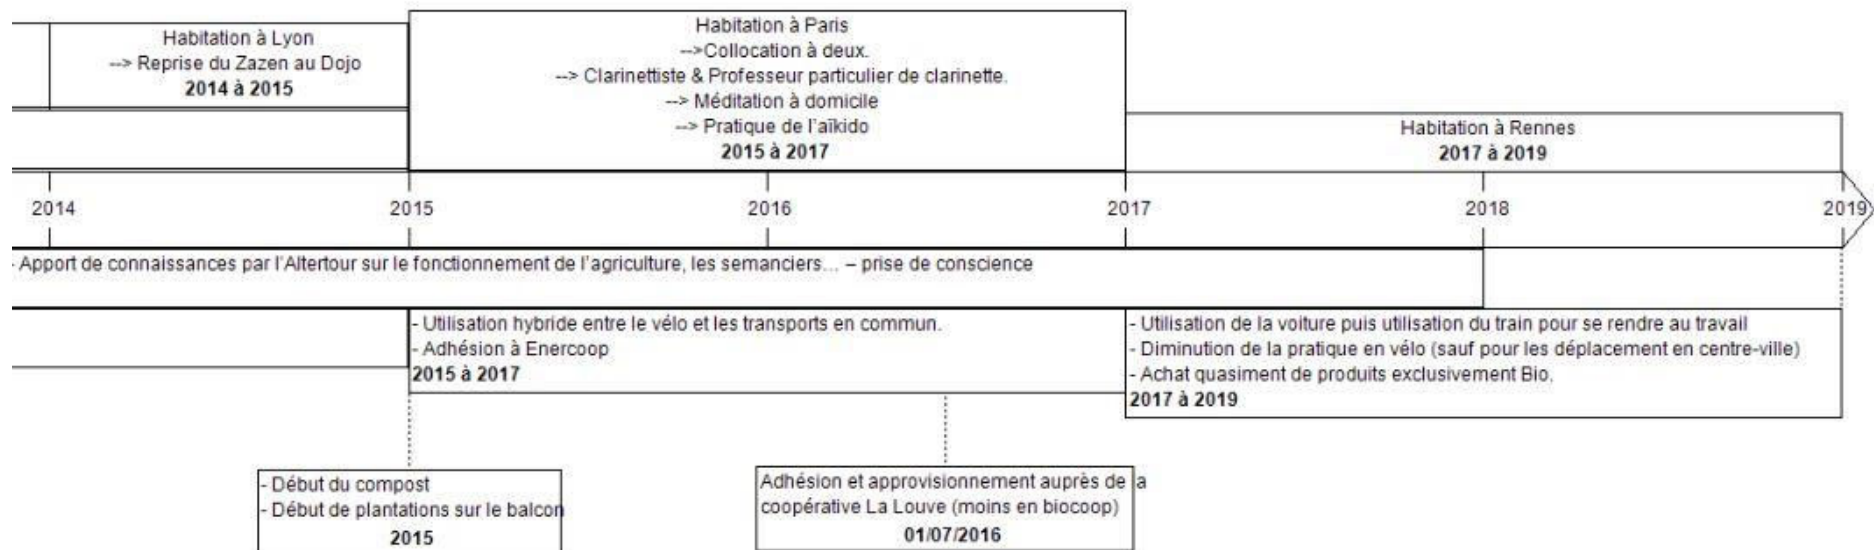 Habitation à Lyon
--> Reprise du Zazen au Dojo
2014 à 2015
Habitation à Paris
-->Collocation à deux.
--> Clarinettiste & Professeur particulier de clarinette.
--> Méditation à domicile
--> Pratique de l'aïkido
2015 à 2017
Habitation à Rennes
2017 à 2019
2014
2015
2016
2017
2018
2019
- Apport de connaissances par l'Altertour sur le fonctionnement de l'agriculture, les semanciers... – prise de conscience
- Utilisation hybride entre le vélo et les transports en commun.
- Adhésion à Enercoop
2015 à 2017
- Utilisation de la voiture puis utilisation du train pour se rendre au travail
- Diminution de la pratique en vélo (sauf pour les déplacement en centre-ville)
- Achat quasiment de produits exclusivement Bio.
2017 à 2019
- Début du compost
- Début de plantations sur le balcon
2015
Adhésion et approvisionnement auprès de la
coopérative La Louve (moins en biocoop)
01/07/2016